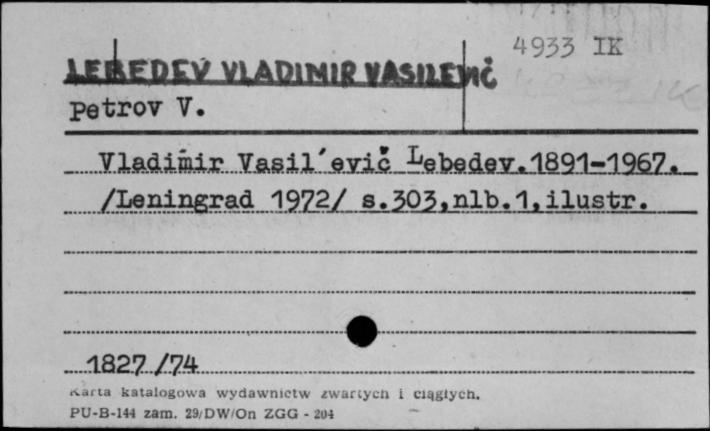 4933 IK
LEBEDEV VLADIMIR VASILEVIČ
Petrov V.
Vladimir Vasil'evič Lebedev.1891-1967.
/Leningrad 1972/ s.303,nlb.1,ilustr.
1827/74
Karta katalogowa wydawnictw zwartych i ciągłych.
PU-B-144 zam. 29/DW/On ZGG - 204